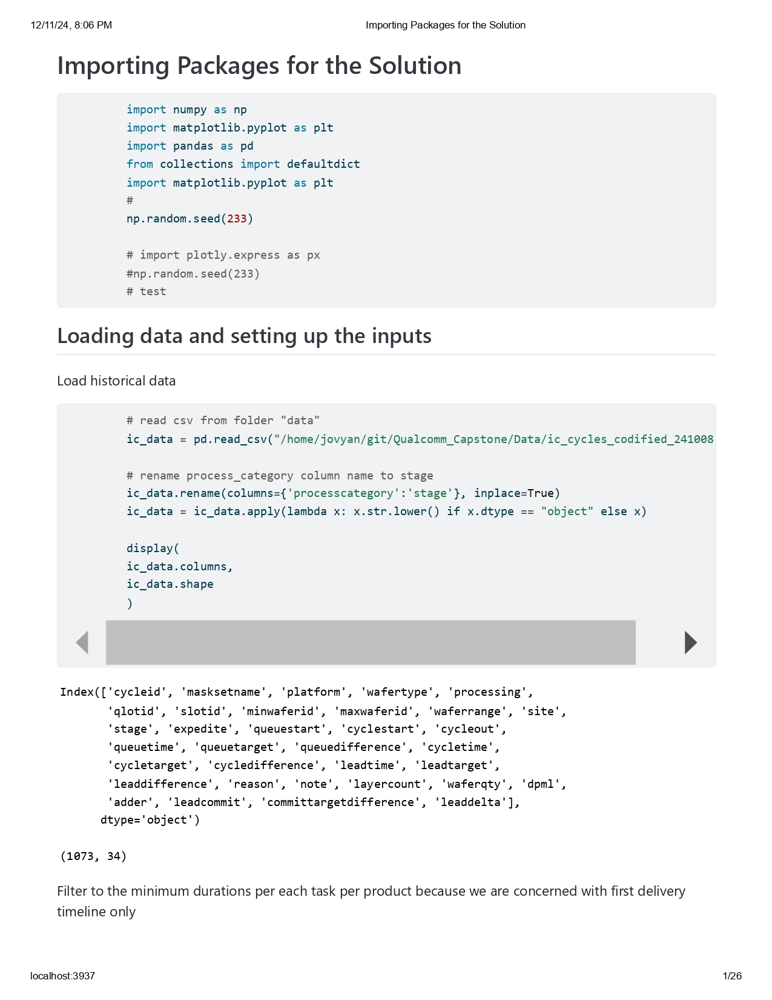 12/11/24, 8:06 PM
Importing Packages for the Solution
Importing Packages for the Solution
import numpy as np
import matplotlib.pyplot as plt
import pandas as pd
from collections import defaultdict
import matplotlib.pyplot as plt
#
np.random.seed(233)
# import plotly.express as px
#np.random.seed(233)
# test
Loading data and setting up the inputs
Load historical data
# read csv from folder "data"
ic_data = pd.read_csv("/home/jovyan/git/Qualcomm_Capstone/Data/ic_cycles_codified_241008
# rename process_category column name to stage
ic_data.rename(columns={'processcategory':'stage'}, inplace=True)
ic_data = ic_data.apply(lambda x: x.str.lower() if x.dtype == "object" else x)
display(
ic_data.columns,
ic_data.shape
)
Index(['cycleid', 'masksetname', 'platform', 'wafertype', 'processing',
'qlotid', 'slotid', 'minwaferid', 'maxwaferid', 'waferrange', 'site',
'stage', 'expedite', 'queuestart', 'cyclestart', 'cycleout',
'queuetime', 'queuetarget', 'queuedifference', 'cycletime',
'cycletarget', 'cycledifference', 'leadtime', 'leadtarget',
'leaddifference', 'reason', 'note', 'layercount', 'waferqty', 'dpml',
'adder', 'leadcommit', 'committargetdifference', 'leaddelta'],
dtype='object')
(1073, 34)
Filter to the minimum durations per each task per product because we are concerned with first delivery
timeline only
localhost:3937
1/26